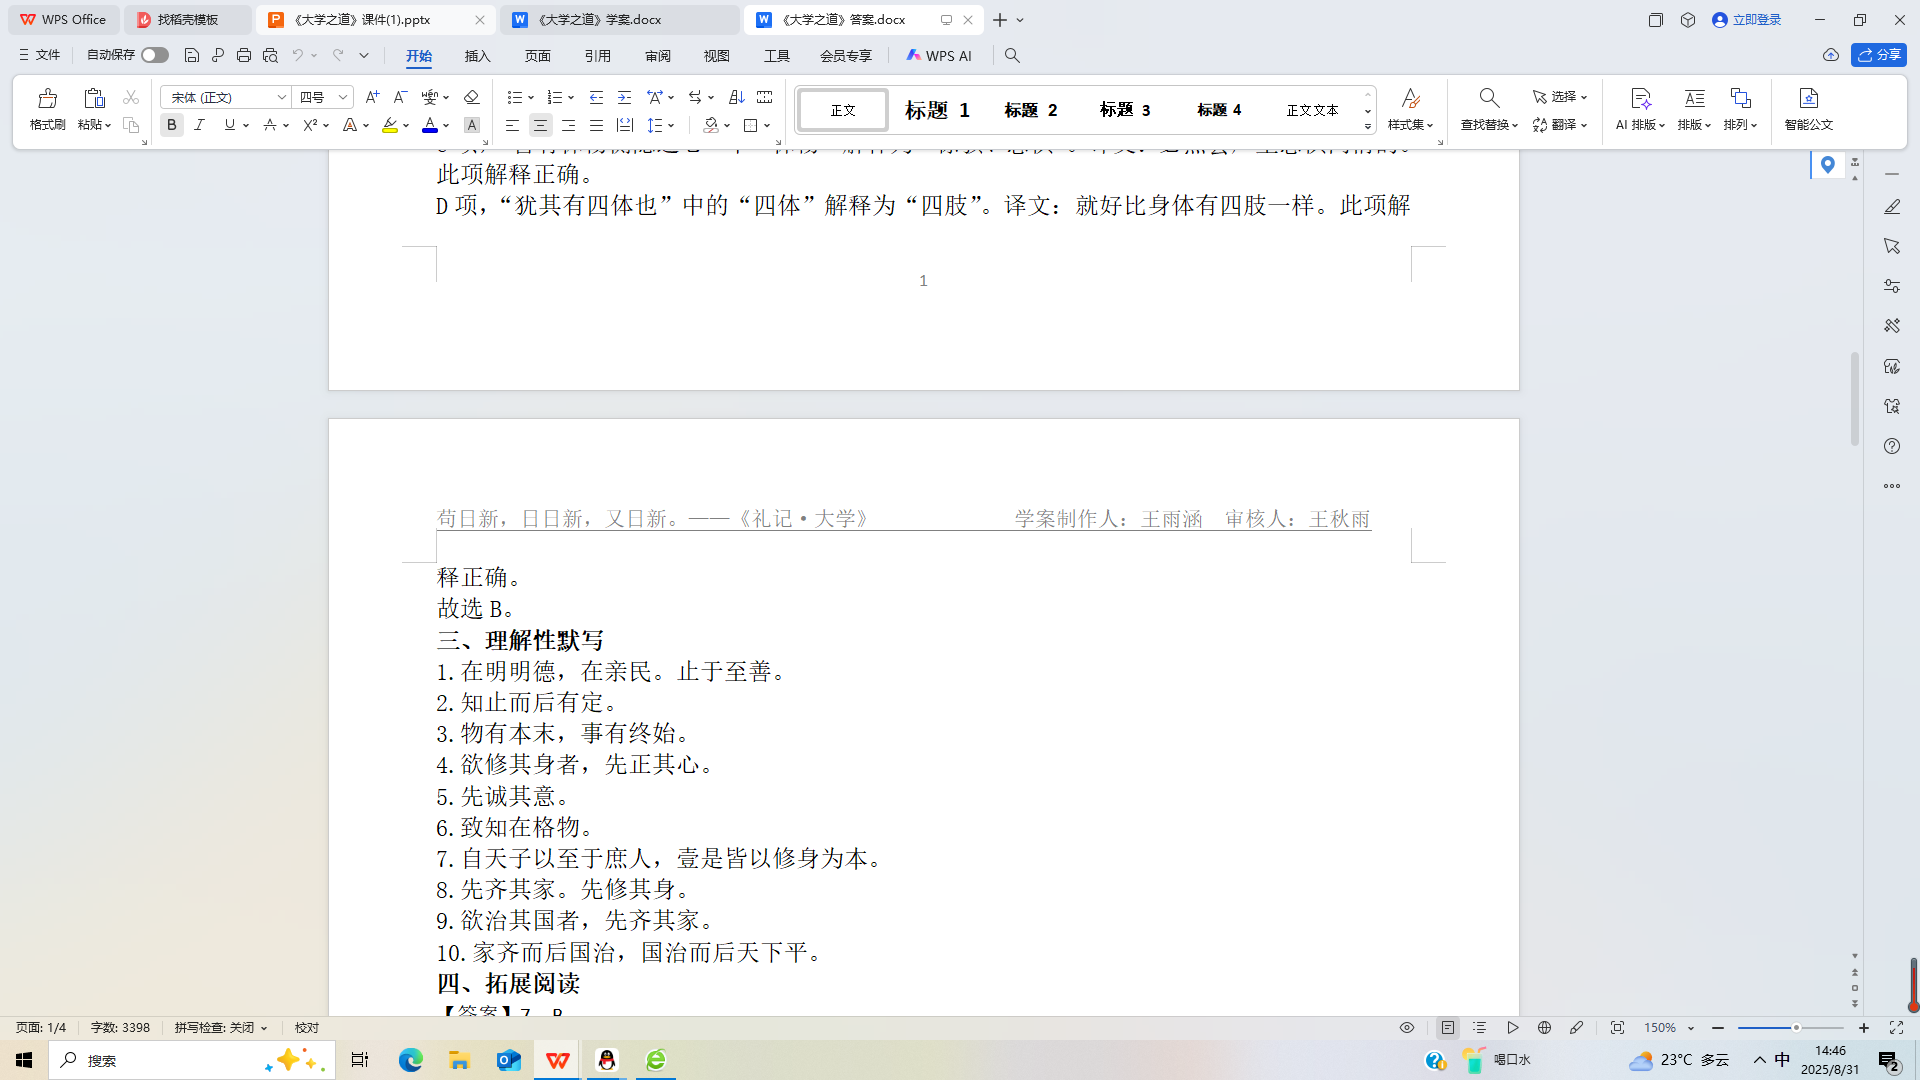 WPS Office
找稻壳模板
《大学之道》课件(1).pptx
《大学之道》学案.docx
《大学之道》答案.docx
立即登录
文件
自动保存
开始
插入
页面
引用
审阅
视图
工具
会员专享
WPS AI
分享
格式刷
粘贴
宋体 (正文)
四号
正文
标题 1
标题 2
标题 3
标题 4
正文文本
样式集
查找替换
选择
翻译
AI 排版
排版
排列
智能公文
此项解释正确。
D 项，“犹其有四体也”中的“四体”解释为“四肢”。译文：就好比身体有四肢一样。此项解
1
苟日新，日日新，又日新。——《礼记·大学》 学案制作人：王雨涵 审核人：王秋雨
释正确。
故选 B。
三、理解性默写
1.在明明德，在亲民。止于至善。
2.知止而后有定。
3.物有本末，事有终始。
4.欲修其身者，先正其心。
5.先诚其意。
6.致知在格物。
7.自天子以至于庶人，壹是皆以修身为本。
8.先齐其家。先修其身。
9.欲治其国者，先齐其家。
10.家齐而后国治，国治而后天下平。
四、拓展阅读
【答案】7. B
页面: 1/4
字数: 3398
拼写检查: 关闭
校对
150%
搜索
喝口水
23°C 多云
中
14:46
2025/8/31
2